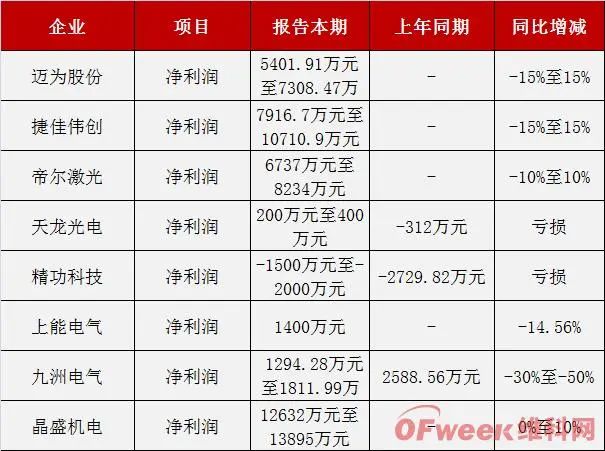 企业 项目 报告本期 上年同期 同比增减
迈为股份 净利润 5401.91万元至7308.47万 - -15%至15%
捷佳伟创 净利润 7916.7万元至10710.9万元 - -15%至15%
帝尔激光 净利润 6737万元至8234万元 - -10%至10%
天龙光电 净利润 200万元至400万元 -312万元 亏损
精功科技 净利润 -1500万元至-2000万元 -2729.82万元 亏损
上能电气 净利润 1400万元 - -14.56%
九洲电气 净利润 1294.28万元至1811.99万 2588.56万元 -30%至-50%
晶盛机电 净利润 12632万元至13895万元 - 0%至10%
OFweek维科网